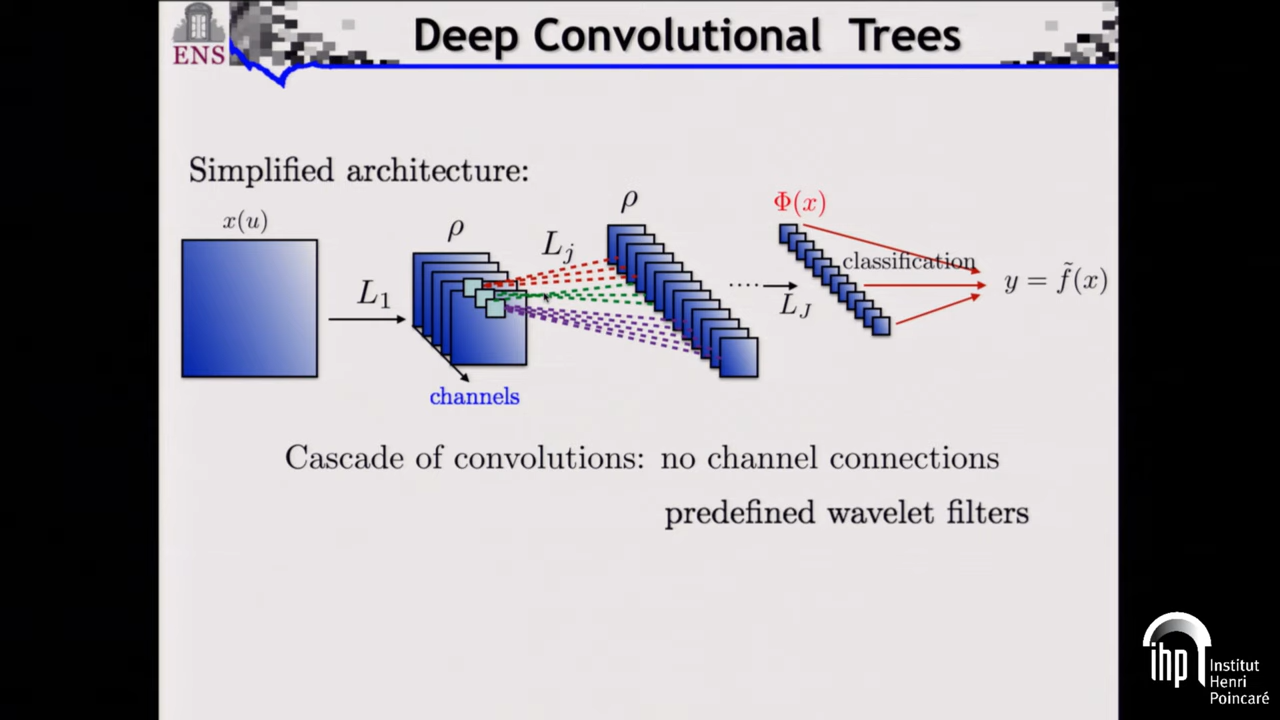 ENS
Deep Convolutional Trees
Simplified architecture:
x(u)
ρ
ρ
Φ(x)
L_1
L_j
classification
L_J
y = f̃(x)
channels
Cascade of convolutions: no channel connections
predefined wavelet filters
ihp
Institut
Henri
Poincaré